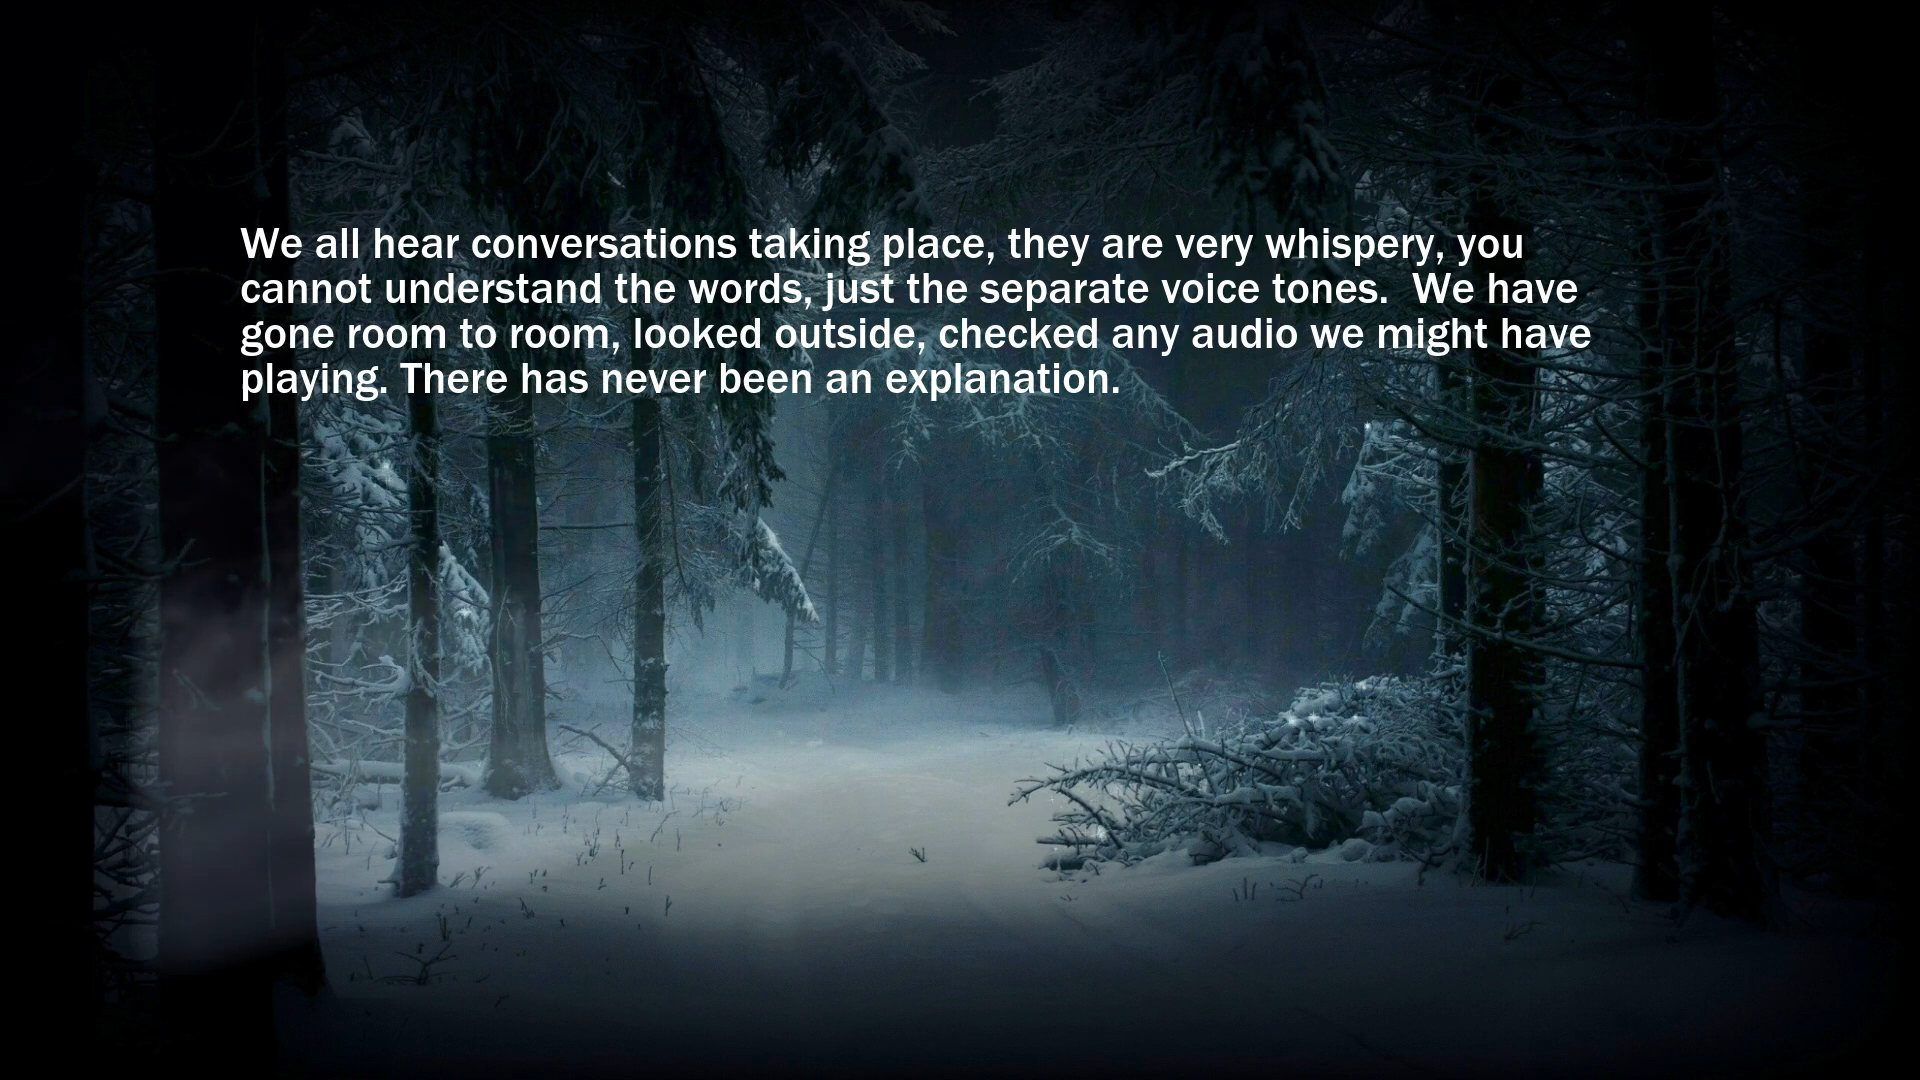 We all hear conversations taking place, they are very whispery, you
cannot understand the words, just the separate voice tones.  We have
gone room to room, looked outside, checked any audio we might have
playing. There has never been an explanation.